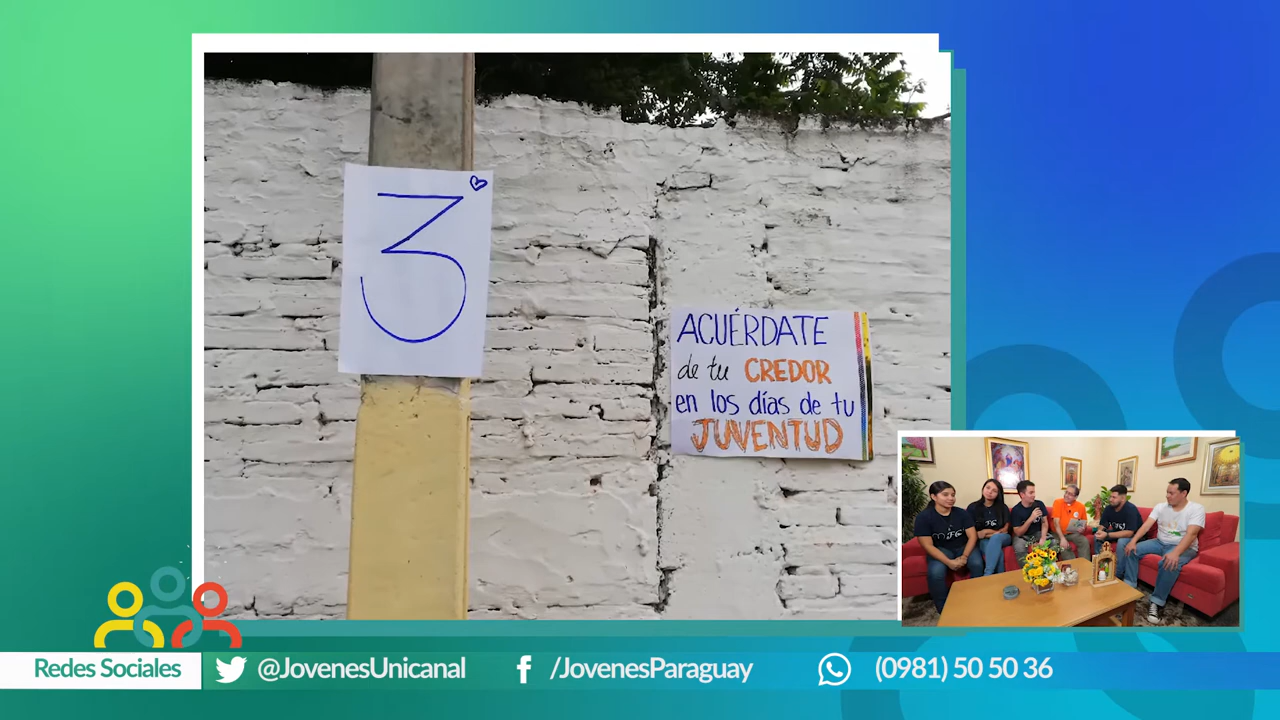 3
ACUÉRDATE
de tu CREDOR
en los días de tu
JUVENTUD
Redes Sociales
@JovenesUnicanal
/JovenesParaguay
(0981) 50 50 36